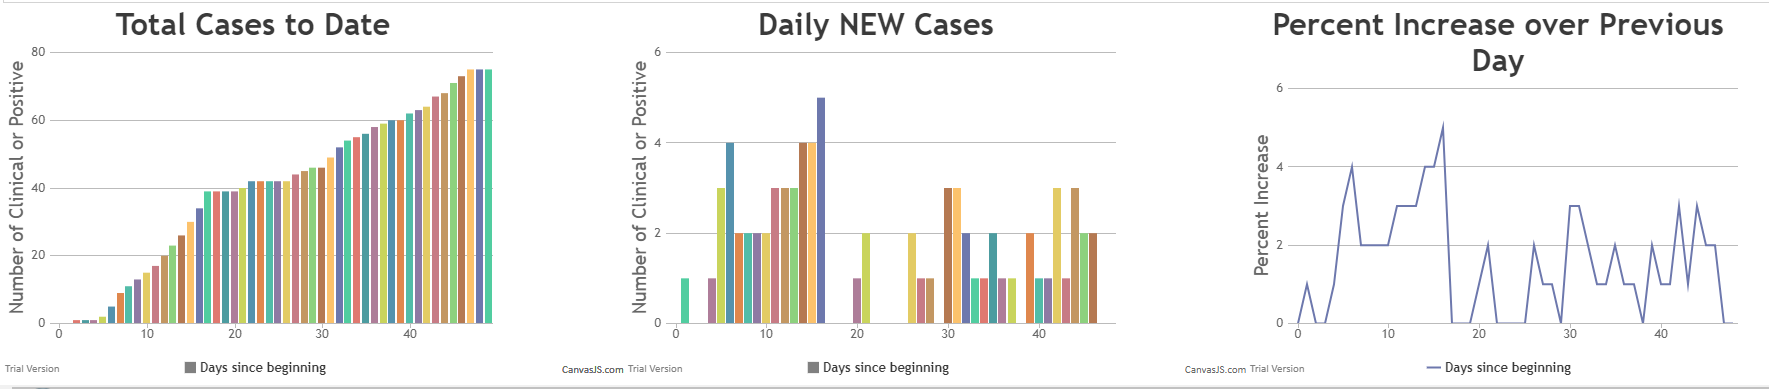 Total Cases to Date
Number of Clinical or Positive
80
60
40
20
0
0 10 20 30 40
Days since beginning
Trial Version
CanvasJS.com
Daily NEW Cases
Number of Clinical or Positive
6
4
2
0
0 10 20 30 40
Days since beginning
Trial Version
CanvasJS.com
Percent Increase over Previous
Day
Percent Increase
6
4
2
0
0 10 20 30 40
Days since beginning
Trial Version